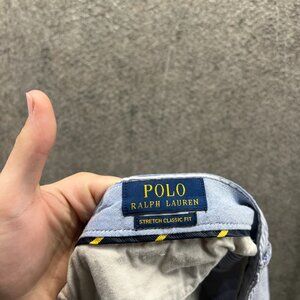 POLO
RALPH LAUREN
STRETCH CLASSIC FIT